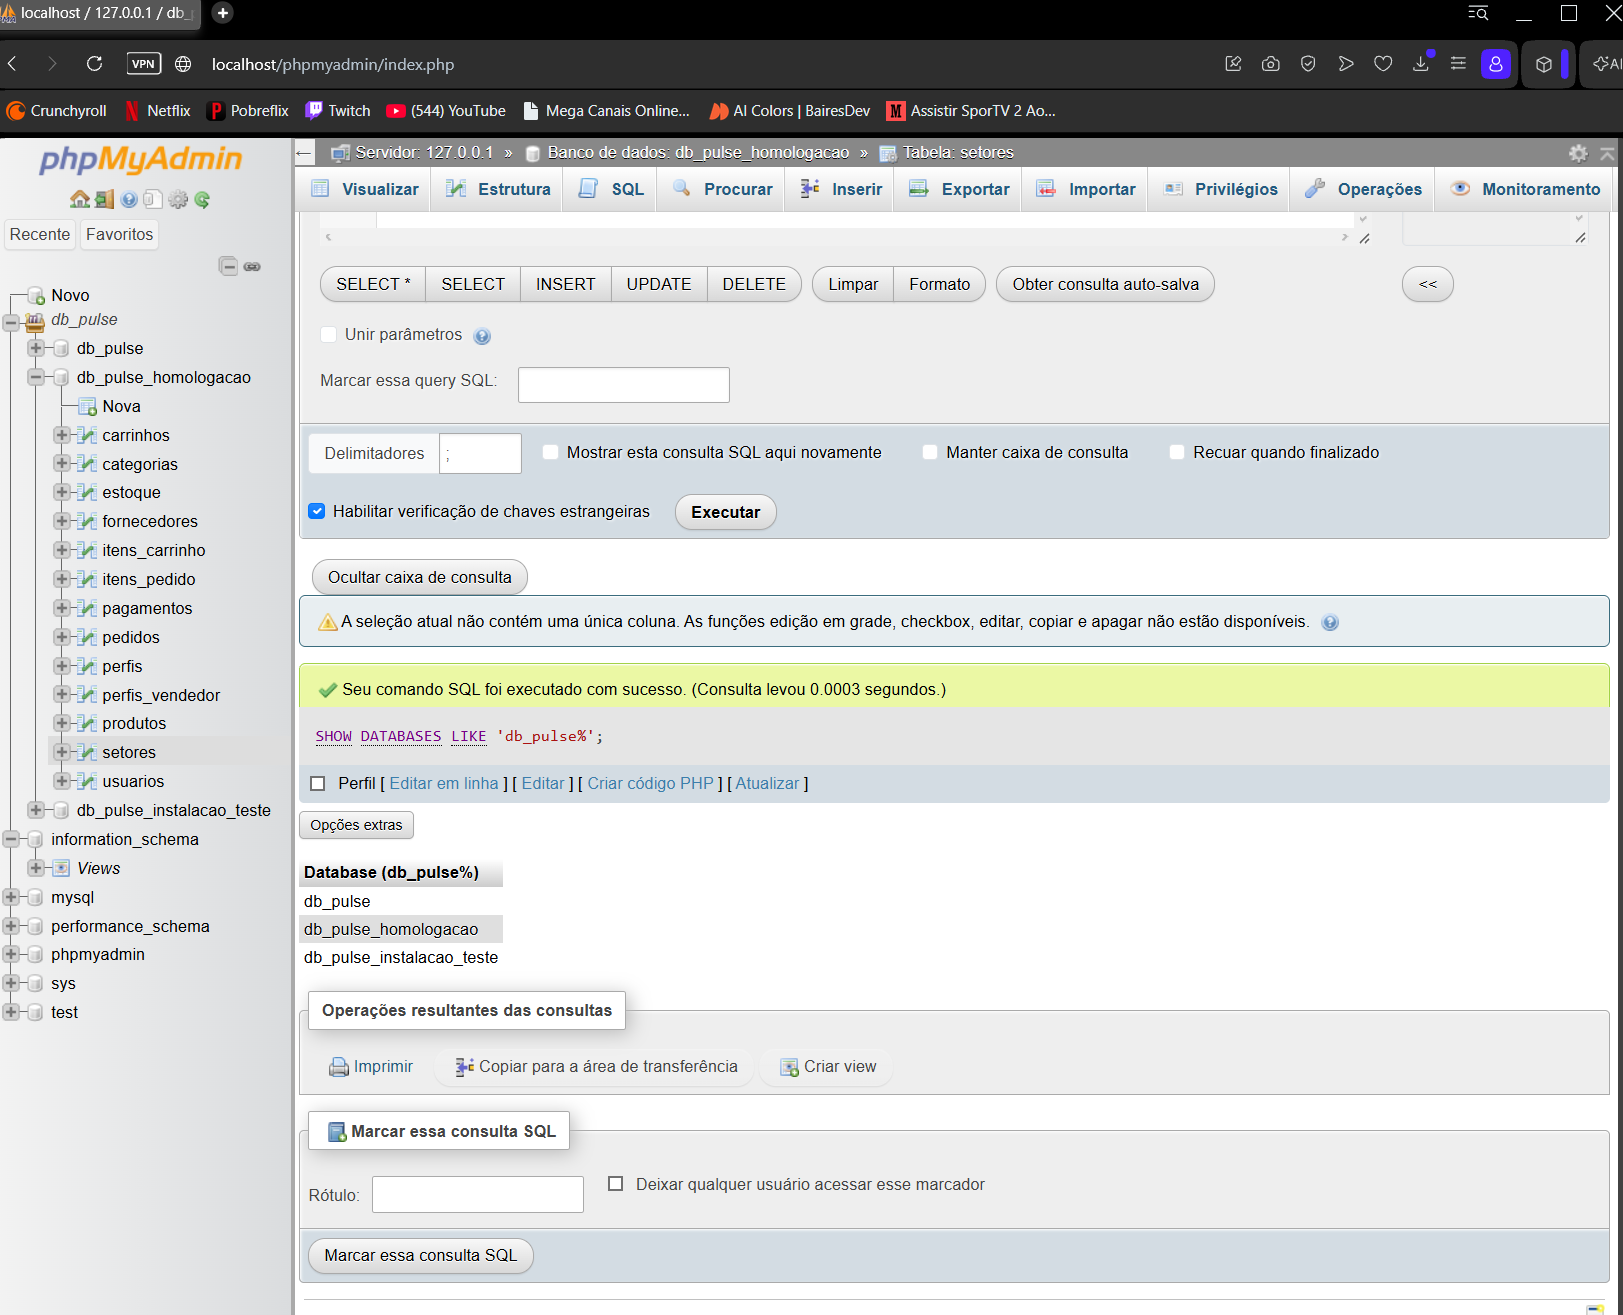 localhost / 127.0.0.1 / db_
VPN
localhost/phpmyadmin/index.php
AI
Crunchyroll
Netflix
Pobreflix
Twitch
(544) YouTube
Mega Canais Online...
AI Colors | BairesDev
Assistir SporTV 2 Ao...
phpMyAdmin
Recente
Favoritos
Novo
db_pulse
db_pulse
db_pulse_homologacao
Nova
carrinhos
categorias
estoque
fornecedores
itens_carrinho
itens_pedido
pagamentos
pedidos
perfis
perfis_vendedor
produtos
setores
usuarios
db_pulse_instalacao_teste
information_schema
Views
mysql
performance_schema
phpmyadmin
sys
test
Servidor: 127.0.0.1 » Banco de dados: db_pulse_homologacao » Tabela: setores
Visualizar
Estrutura
SQL
Procurar
Inserir
Exportar
Importar
Privilégios
Operações
Monitoramento
SELECT *
SELECT
INSERT
UPDATE
DELETE
Limpar
Formato
Obter consulta auto-salva
<<
Unir parâmetros
Marcar essa query SQL:
Delimitadores
;
Mostrar esta consulta SQL aqui novamente
Manter caixa de consulta
Recuar quando finalizado
Habilitar verificação de chaves estrangeiras
Executar
Ocultar caixa de consulta
A seleção atual não contém uma única coluna. As funções edição em grade, checkbox, editar, copiar e apagar não estão disponíveis.
Seu comando SQL foi executado com sucesso. (Consulta levou 0.0003 segundos.)
SHOW DATABASES LIKE 'db_pulse%';
Perfil [ Editar em linha ] [ Editar ] [ Criar código PHP ] [ Atualizar ]
Opções extras
Database (db_pulse%)
db_pulse
db_pulse_homologacao
db_pulse_instalacao_teste
Operações resultantes das consultas
Imprimir
Copiar para a área de transferência
Criar view
Marcar essa consulta SQL
Rótulo:
Deixar qualquer usuário acessar esse marcador
Marcar essa consulta SQL